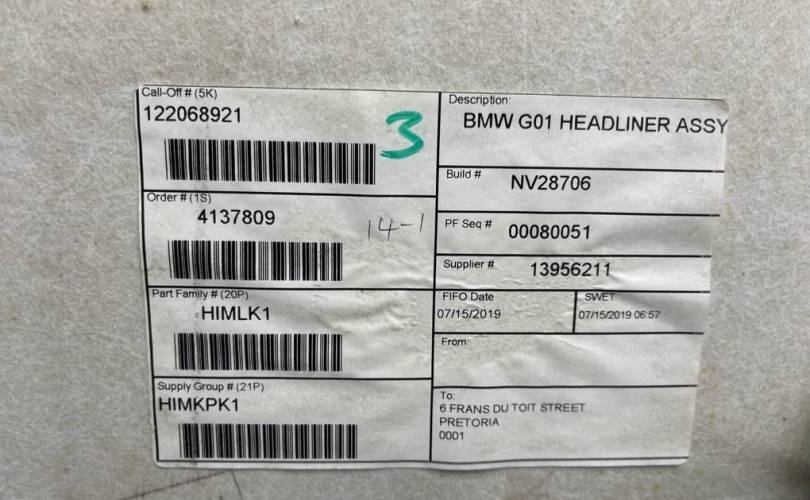 Call-Off # (5K)
122068921
3
Order # (1S)
4137809
14-1
Part Family # (20P)
HIMLK1
Supply Group # (21P)
HIMKPK1
Description:
BMW G01 HEADLINER ASSY
Build #
NV28706
PF Seq #
00080051
Supplier #
13956211
FIFO Date
07/15/2019
SWET
07/15/2019 06:57
From:
To:
6 FRANS DU TOIT STREET
PRETORIA
0001